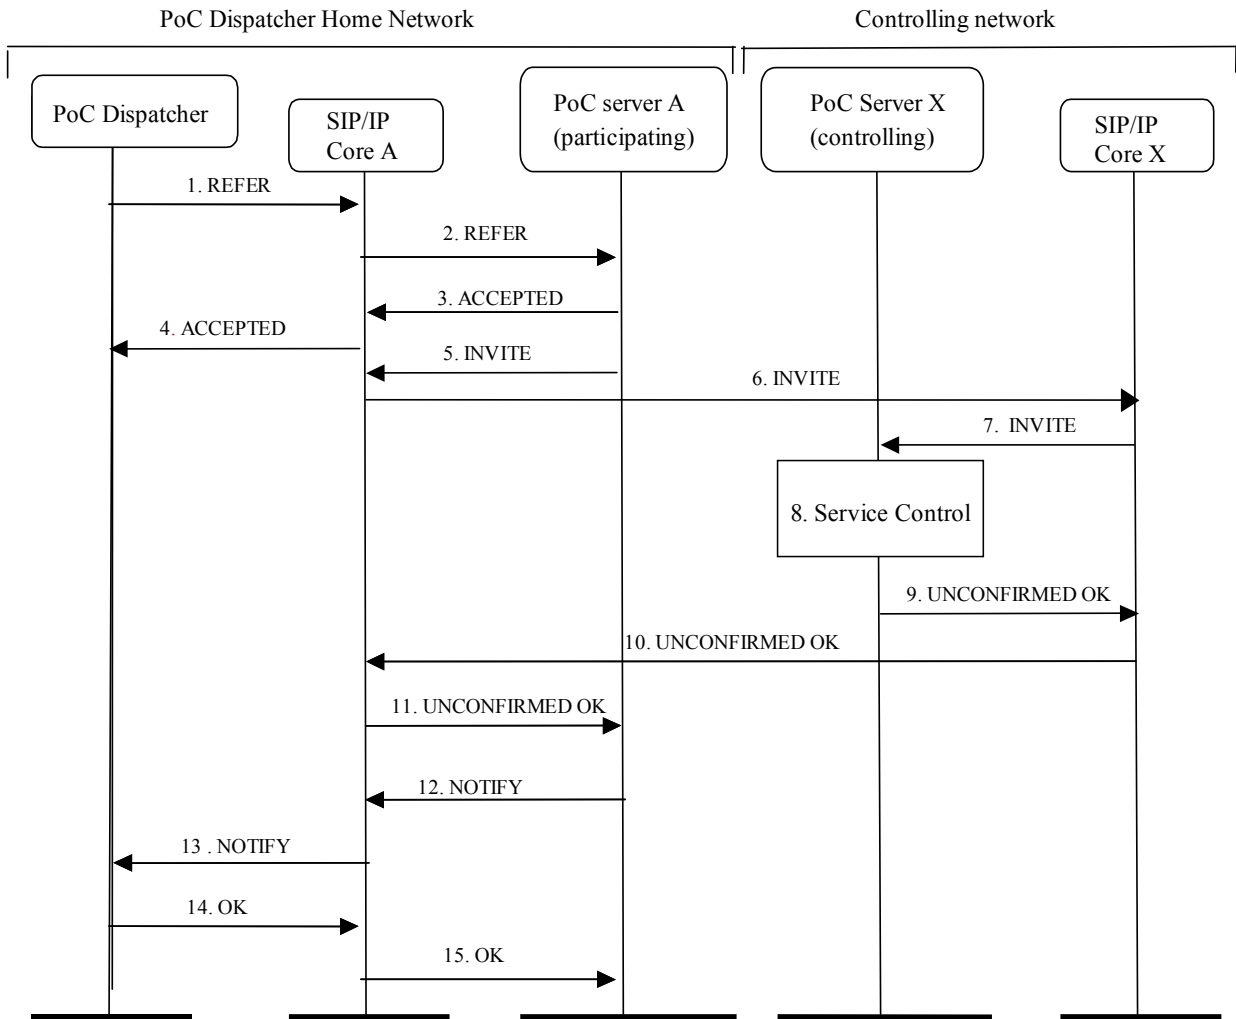 PoC Dispatcher Home Network
Controlling network
PoC Dispatcher
SIP/IP
Core A
PoC server A
(participating)
PoC Server X
(controlling)
SIP/IP
Core X
1. REFER
2. REFER
3. ACCEPTED
4. ACCEPTED
5. INVITE
6. INVITE
7. INVITE
8. Service Control
9. UNCONFIRMED OK
10. UNCONFIRMED OK
11. UNCONFIRMED OK
12. NOTIFY
13 . NOTIFY
14. OK
15. OK